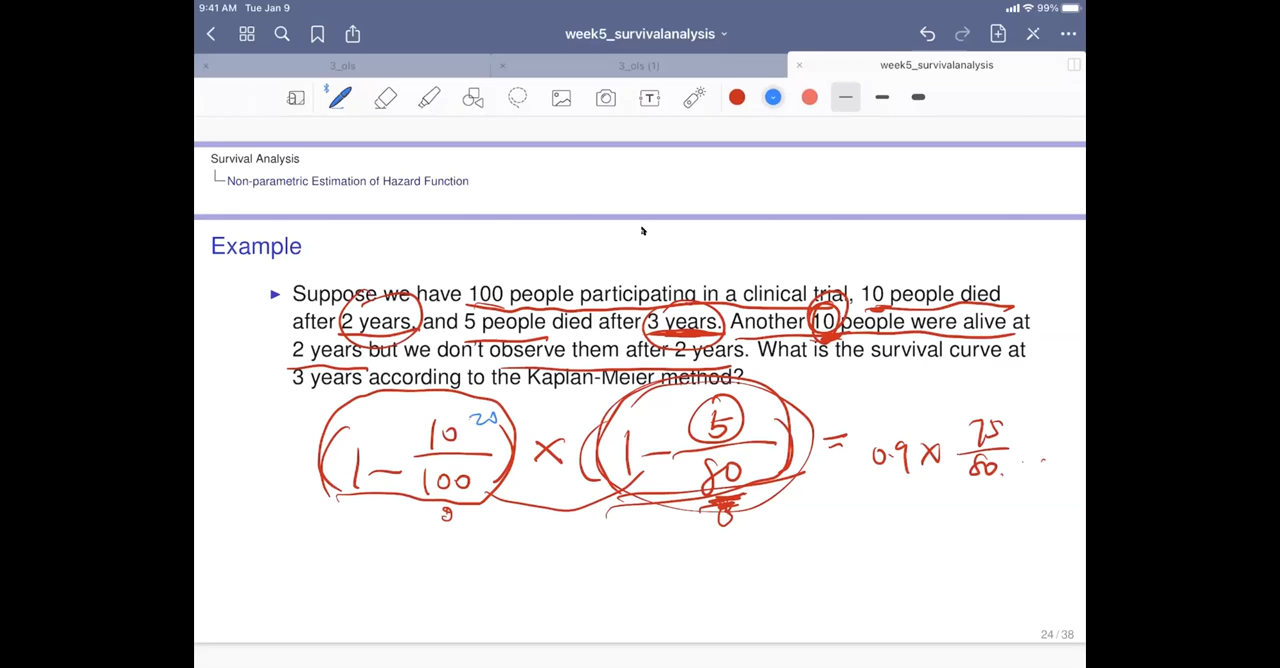 9:41 AM Tue Jan 9
99%
week5_survivalanalysis
3_ols
3_ols (1)
week5_survivalanalysis
Survival Analysis
Non-parametric Estimation of Hazard Function
Example
Suppose we have 100 people participating in a clinical trial, 10 people died
after 2 years, and 5 people died after 3 years. Another 10 people were alive at
2 years but we don't observe them after 2 years. What is the survival curve at
3 years according to the Kaplan-Meier method?
(1 - 10/100) × (1 - 5/80) = 0.9 × 75/80 ...
24 / 38